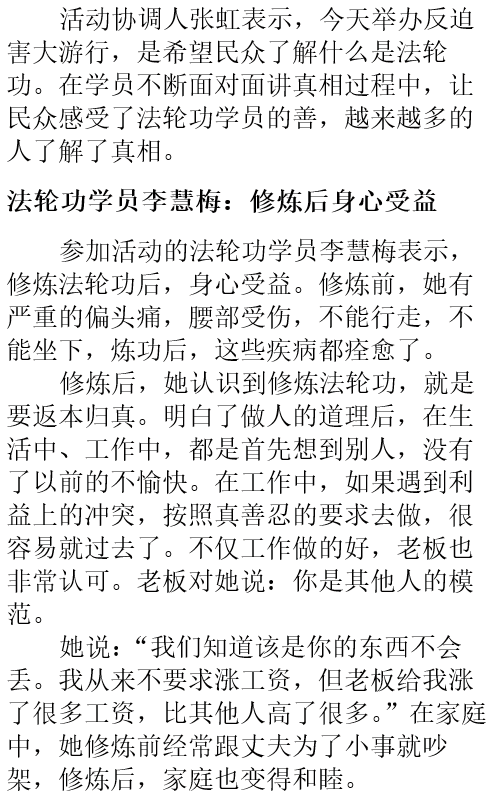 活动协调人张虹表示，今天举办反迫
害大游行，是希望民众了解什么是法轮
功。在学员不断面对面讲真相过程中，让
民众感受了法轮功学员的善，越来越多的
人了解了真相。
法轮功学员李慧梅：修炼后身心受益
参加活动的法轮功学员李慧梅表示，
修炼法轮功后，身心受益。修炼前，她有
严重的偏头痛，腰部受伤，不能行走，不
能坐下，炼功后，这些疾病都痊愈了。
修炼后，她认识到修炼法轮功，就是
要返本归真。明白了做人的道理后，在生
活中、工作中，都是首先想到别人，没有
了以前的不愉快。在工作中，如果遇到利
益上的冲突，按照真善忍的要求去做，很
容易就过去了。不仅工作做的好，老板也
非常认可。老板对她说：你是其他人的模
范。
她说：“我们知道该是你的东西不会
丢。我从来不要求涨工资，但老板给我涨
了很多工资，比其他人高了很多。”在家庭
中，她修炼前经常跟丈夫为了小事就吵
架，修炼后，家庭也变得和睦。